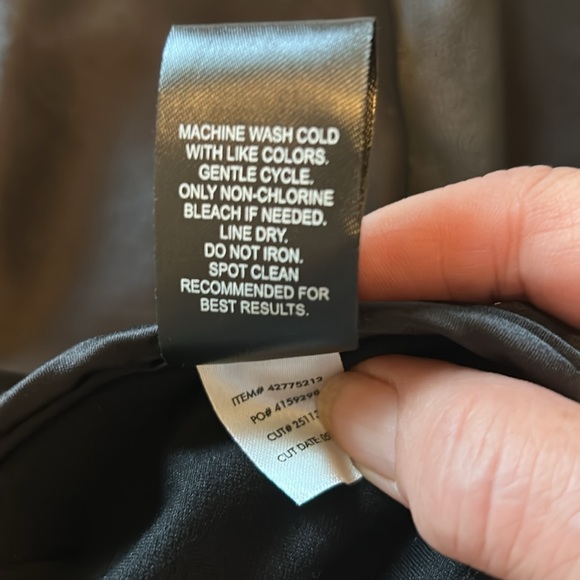 MACHINE WASH COLD
WITH LIKE COLORS.
GENTLE CYCLE.
ONLY NON-CHLORINE
BLEACH IF NEEDED.
LINE DRY.
DO NOT IRON.
SPOT CLEAN
RECOMMENDED FOR
BEST RESULTS.
ITEM# 42775212
PO#
CUT#
CUT DATE